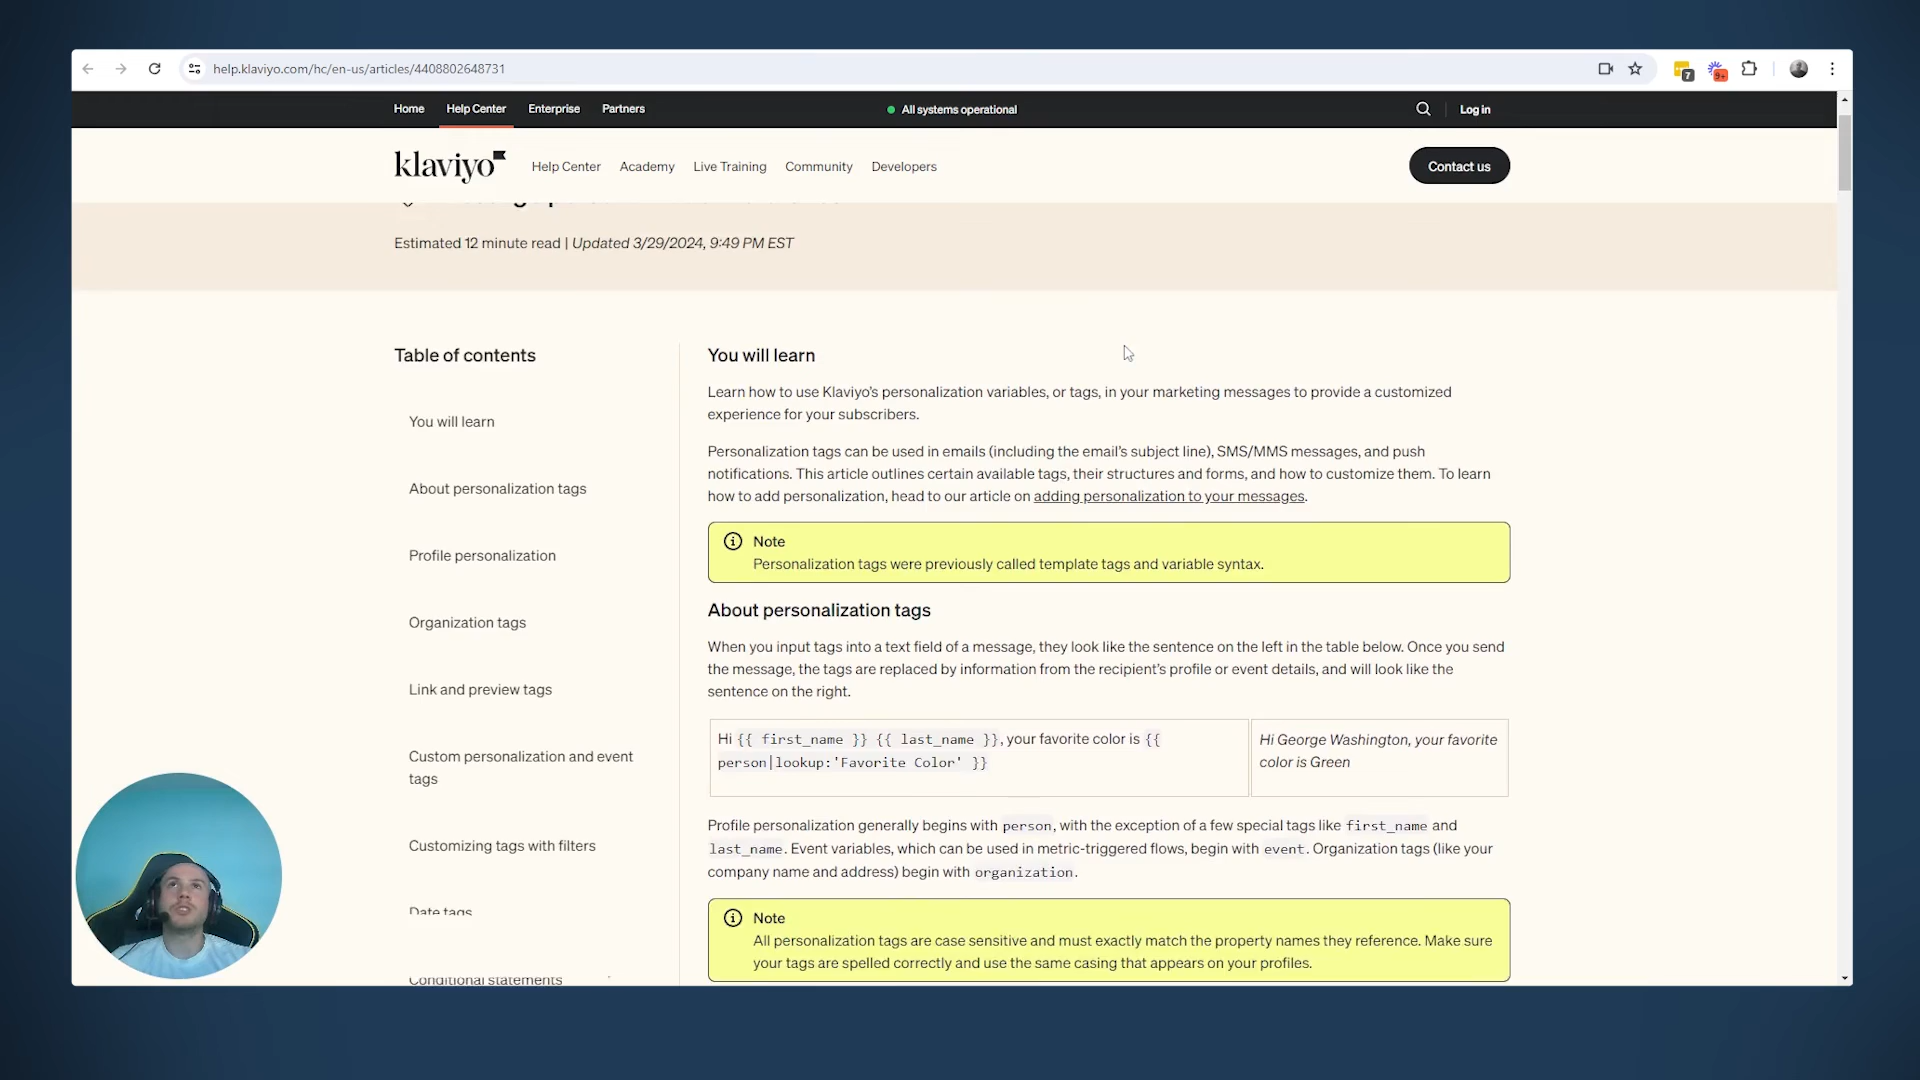 help.klaviyo.com/hc/en-us/articles/4408802648731
7
9+
Home
Help Center
Enterprise
Partners
All systems operational
Log in
klaviyo
Help Center
Academy
Live Training
Community
Developers
Contact us
Estimated 12 minute read | Updated 3/29/2024, 9:49 PM EST
Table of contents
You will learn
About personalization tags
Profile personalization
Organization tags
Link and preview tags
Custom personalization and event
tags
Customizing tags with filters
Date tags
Conditional statements
You will learn
Learn how to use Klaviyo's personalization variables, or tags, in your marketing messages to provide a customized
experience for your subscribers.
Personalization tags can be used in emails (including the email's subject line), SMS/MMS messages, and push
notifications. This article outlines certain available tags, their structures and forms, and how to customize them. To learn
how to add personalization, head to our article on adding personalization to your messages.
Note
Personalization tags were previously called template tags and variable syntax.
About personalization tags
When you input tags into a text field of a message, they look like the sentence on the left in the table below. Once you send
the message, the tags are replaced by information from the recipient's profile or event details, and will look like the
sentence on the right.
Hi {{ first_name }} {{ last_name }}, your favorite color is {{
person|lookup:'Favorite Color' }}
Hi George Washington, your favorite
color is Green
Profile personalization generally begins with person, with the exception of a few special tags like first_name and
last_name. Event variables, which can be used in metric-triggered flows, begin with event. Organization tags (like your
company name and address) begin with organization.
Note
All personalization tags are case sensitive and must exactly match the property names they reference. Make sure
your tags are spelled correctly and use the same casing that appears on your profiles.